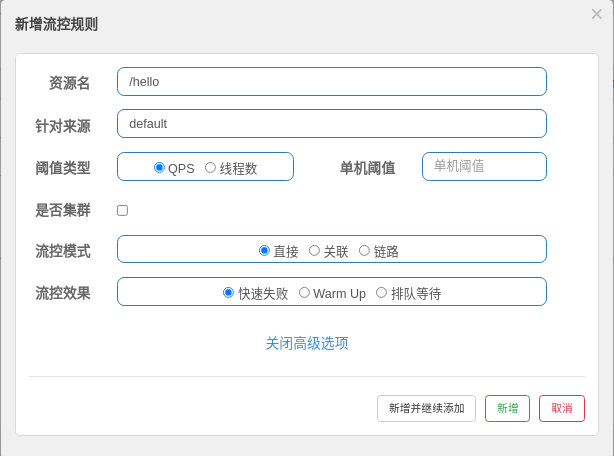 新增流控规则
资源名 /hello
针对来源 default
阈值类型 QPS 线程数 单机阈值 单机阈值
是否集群
流控模式 直接 关联 链路
流控效果 快速失败 Warm Up 排队等待
关闭高级选项
新增并继续添加 新增 取消